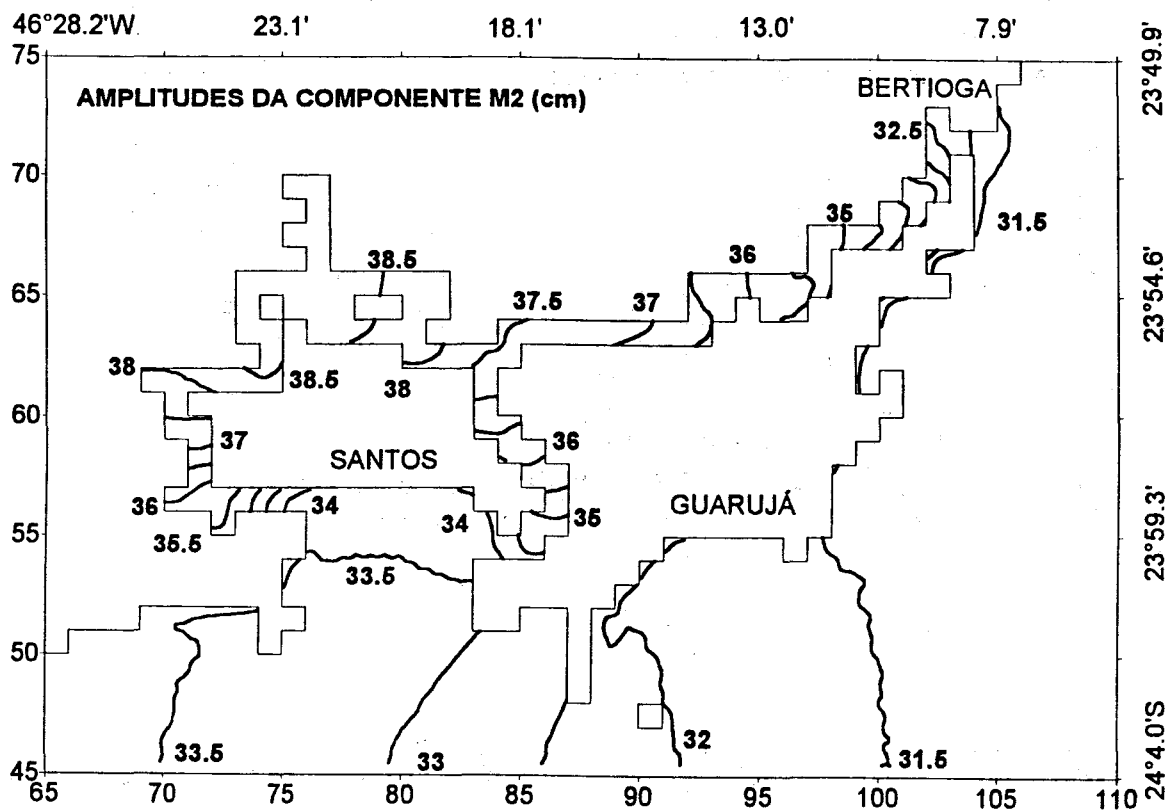 46°28.2'W 23.1' 18.1' 13.0' 7.9'
75 23°49.9'
AMPLITUDES DA COMPONENTE M2 (cm) BERTIOGA
32.5
70
35 31.5
38.5 36
65 37.5 37 23°54.6'
38 38.5 38
60
37 SANTOS 36
36 34 34 35 GUARUJÁ
55 35.5 23°59.3'
33.5
50
33.5 33 32 31.5
45 24°4.0'S
65 70 75 80 85 90 95 100 105 110